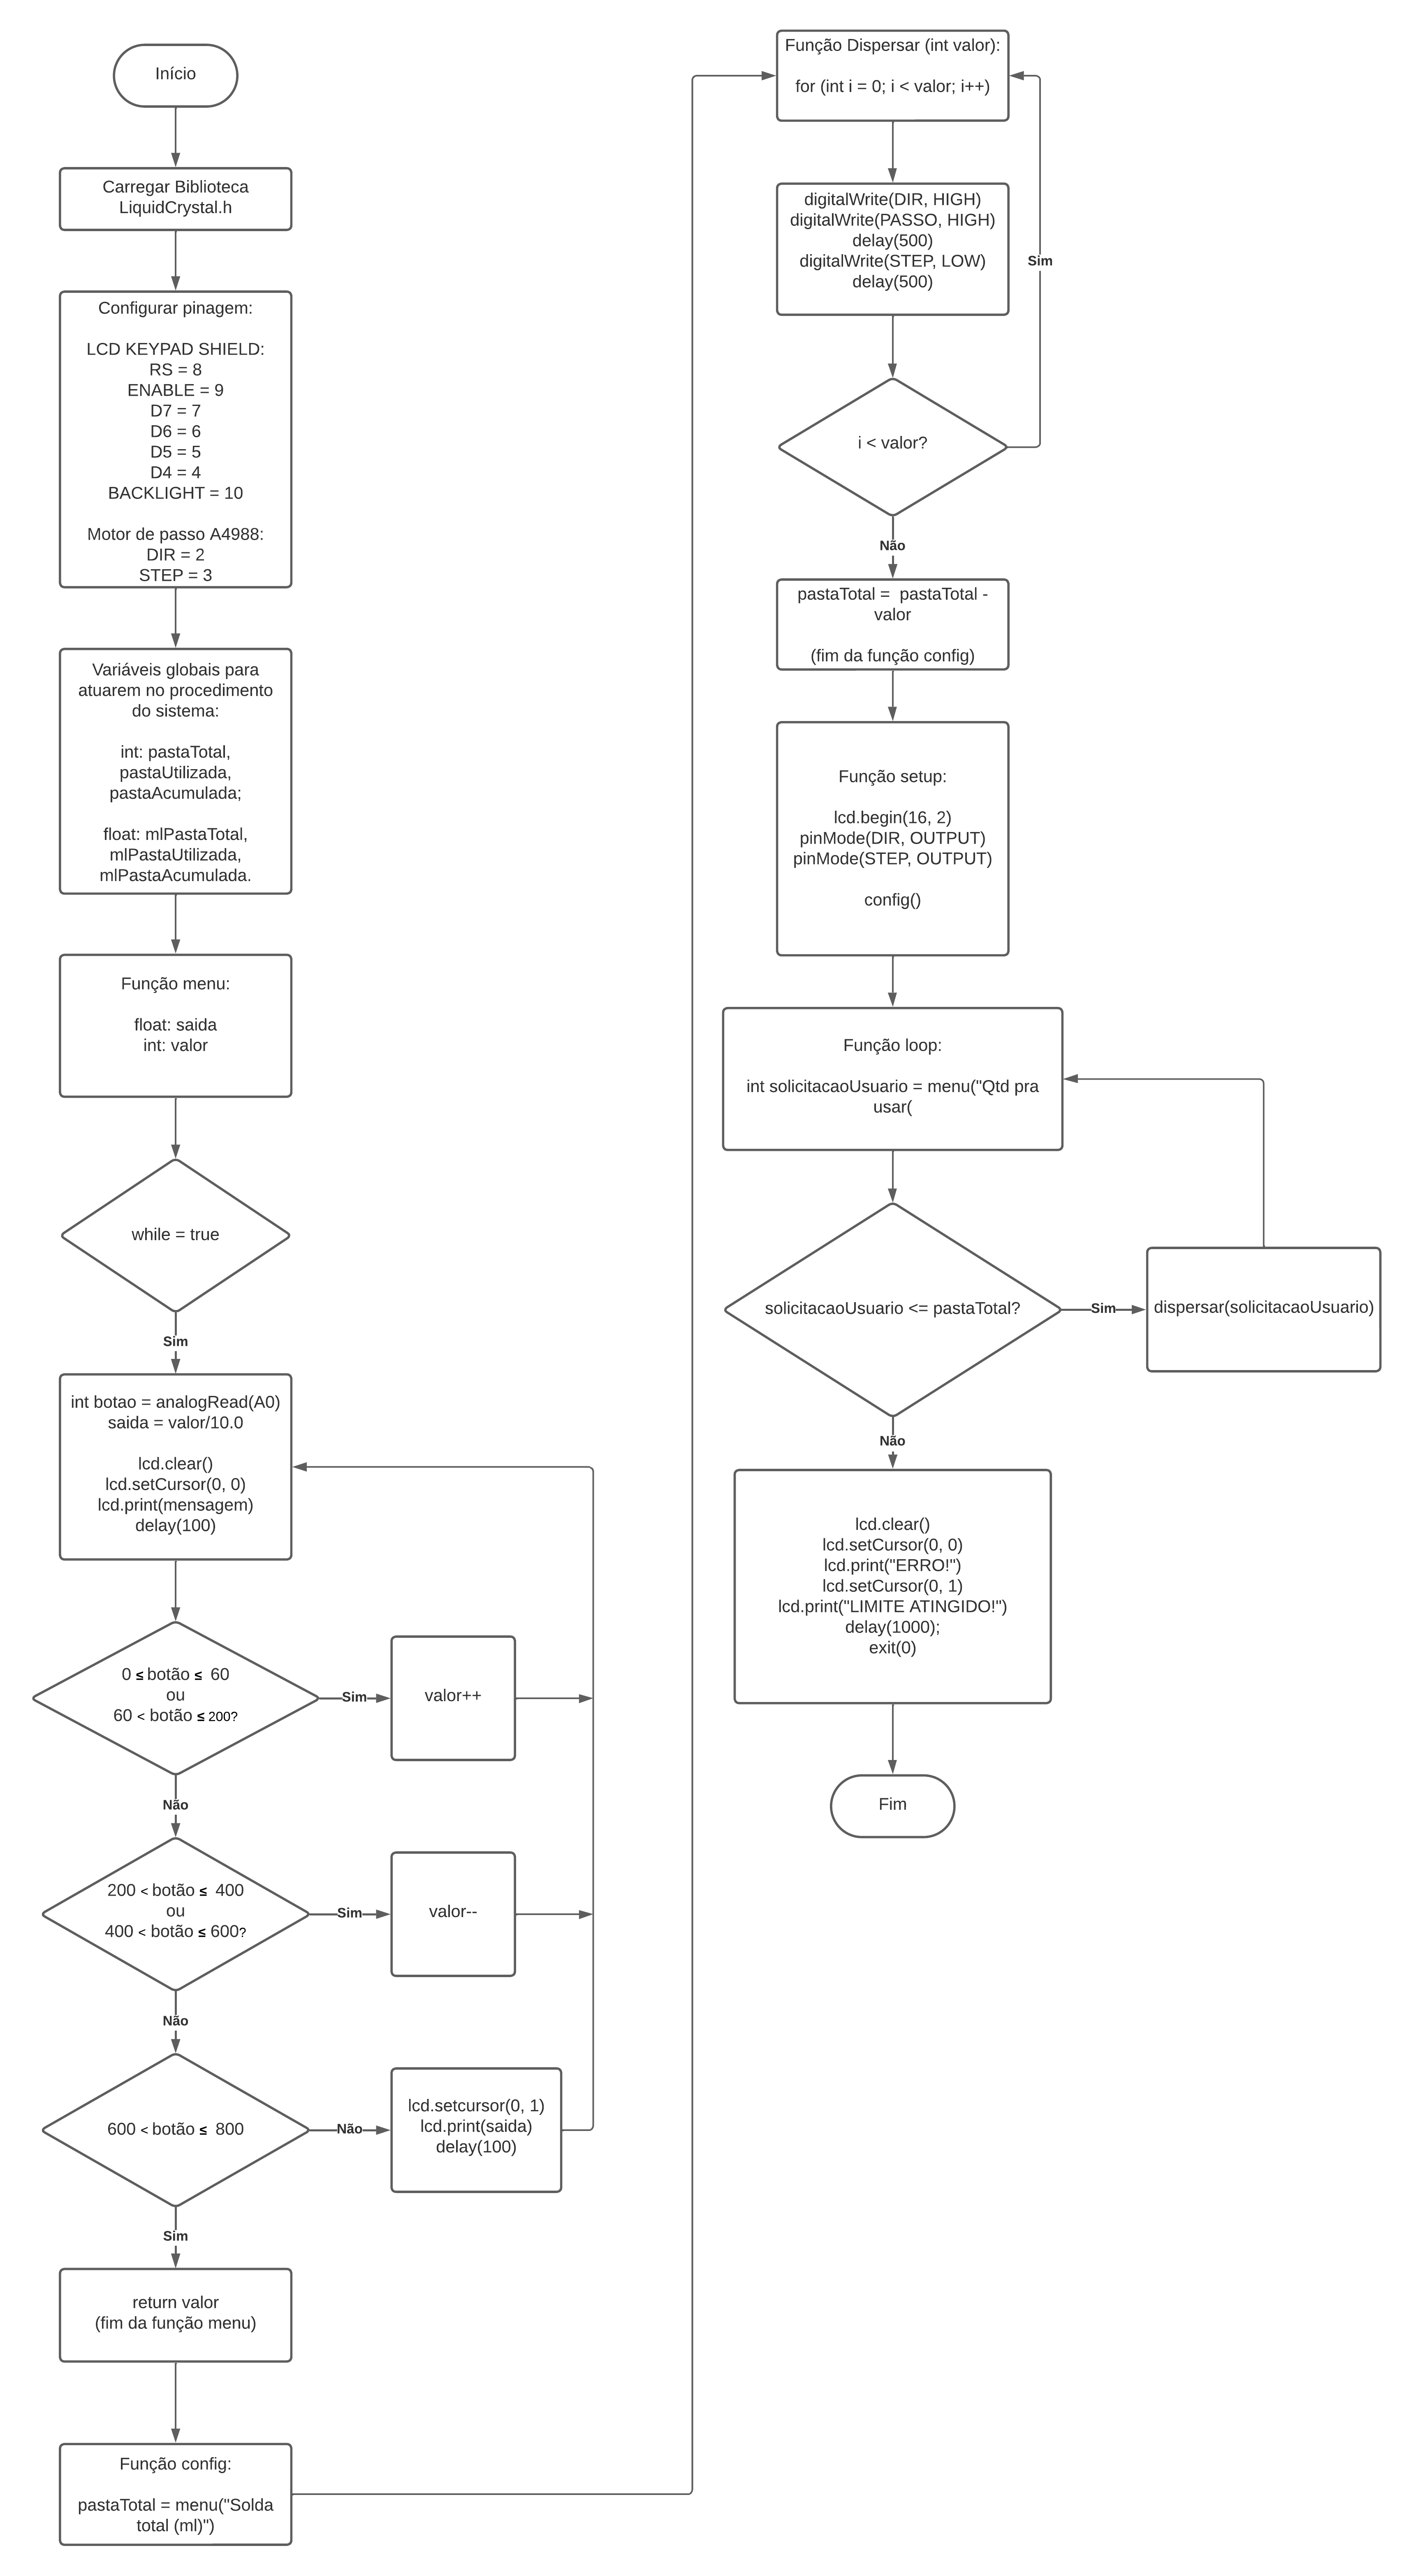 Início
Carregar Biblioteca
LiquidCrystal.h
Configurar pinagem:
LCD KEYPAD SHIELD:
RS = 8
ENABLE = 9
D7 = 7
D6 = 6
D5 = 5
D4 = 4
BACKLIGHT = 10
Motor de passo A4988:
DIR = 2
STEP = 3
Variáveis globais para
atuarem no procedimento
do sistema:
int: pastaTotal,
pastaUtilizada,
pastaAcumulada;
float: mlPastaTotal,
mlPastaUtilizada,
mlPastaAcumulada.
Função menu:
float: saida
int: valor
while = true
Sim
int botao = analogRead(A0)
saida = valor/10.0
lcd.clear()
lcd.setCursor(0, 0)
lcd.print(mensagem)
delay(100)
0 ≤ botão ≤ 60
ou
60 < botão ≤ 200?
Sim
valor++
Não
200 < botão ≤ 400
ou
400 < botão ≤ 600?
Sim
valor--
Não
600 < botão ≤ 800
Não
lcd.setcursor(0, 1)
lcd.print(saida)
delay(100)
Sim
return valor
(fim da função menu)
Função config:
pastaTotal = menu("Solda
total (ml)")
Função Dispersar (int valor):
for (int i = 0; i < valor; i++)
digitalWrite(DIR, HIGH)
digitalWrite(PASSO, HIGH)
delay(500)
digitalWrite(STEP, LOW)
delay(500)
Sim
i < valor?
Não
pastaTotal = pastaTotal -
valor
(fim da função config)
Função setup:
lcd.begin(16, 2)
pinMode(DIR, OUTPUT)
pinMode(STEP, OUTPUT)
config()
Função loop:
int solicitacaoUsuario = menu("Qtd pra
usar(
solicitacaoUsuario <= pastaTotal?
Sim
dispersar(solicitacaoUsuario)
Não
lcd.clear()
lcd.setCursor(0, 0)
lcd.print("ERRO!")
lcd.setCursor(0, 1)
lcd.print("LIMITE ATINGIDO!")
delay(1000);
exit(0)
Fim